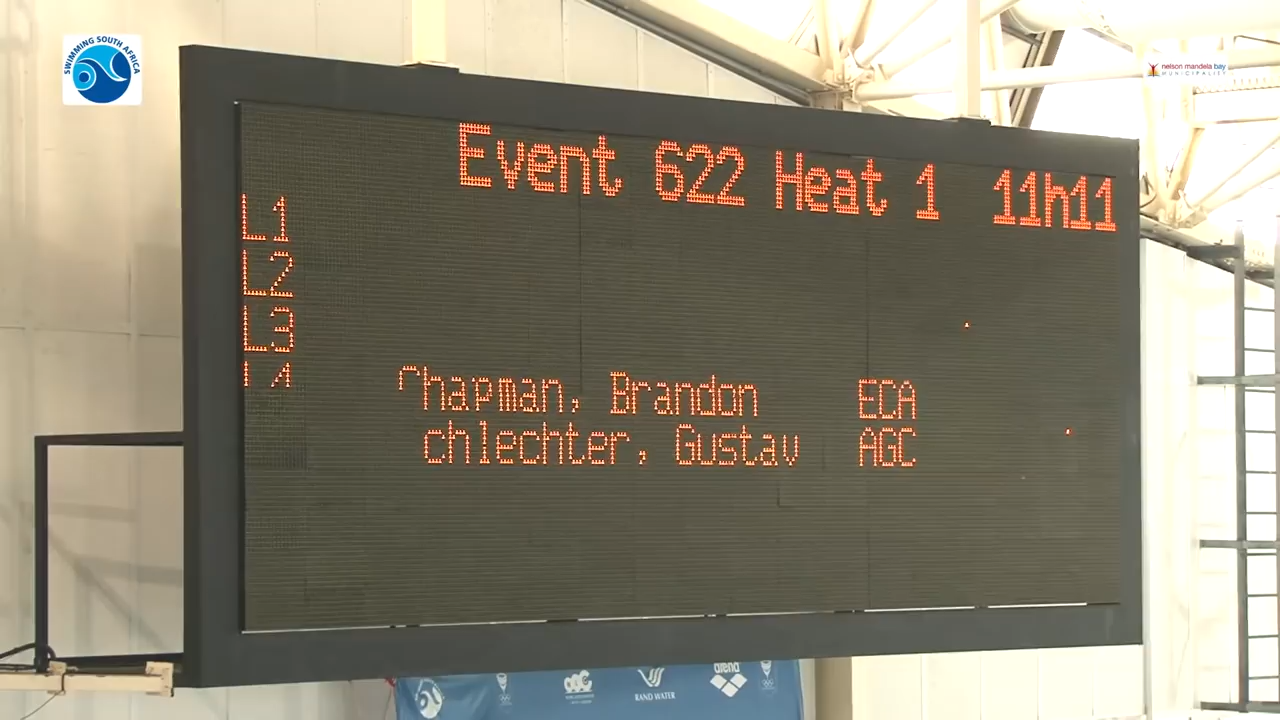 SWIMMING SOUTH AFRICA
nelson mandela bay
MUNICIPALITY
Event 622 Heat 1 11h11
L1
L2
L3
L4
Chapman, Brandon ECA
chlechter, Gustav AGC
RAND WATER
arena